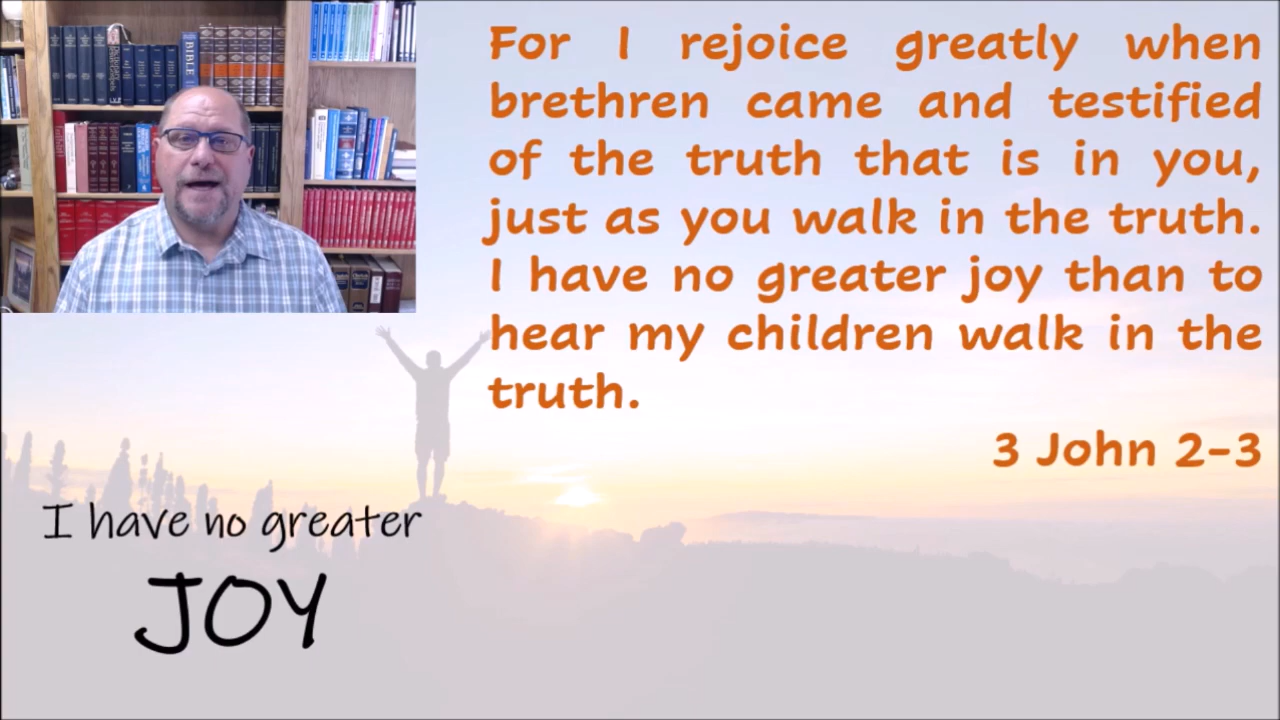 For I rejoice greatly when
brethren came and testified
of the truth that is in you,
just as you walk in the truth.
I have no greater joy than to
hear my children walk in the
truth.
3 John 2-3
I have no greater
JOY
BIBLE